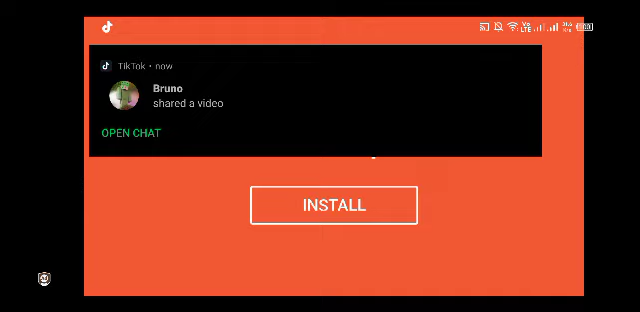 TikTok • now
Bruno
shared a video
OPEN CHAT
INSTALL